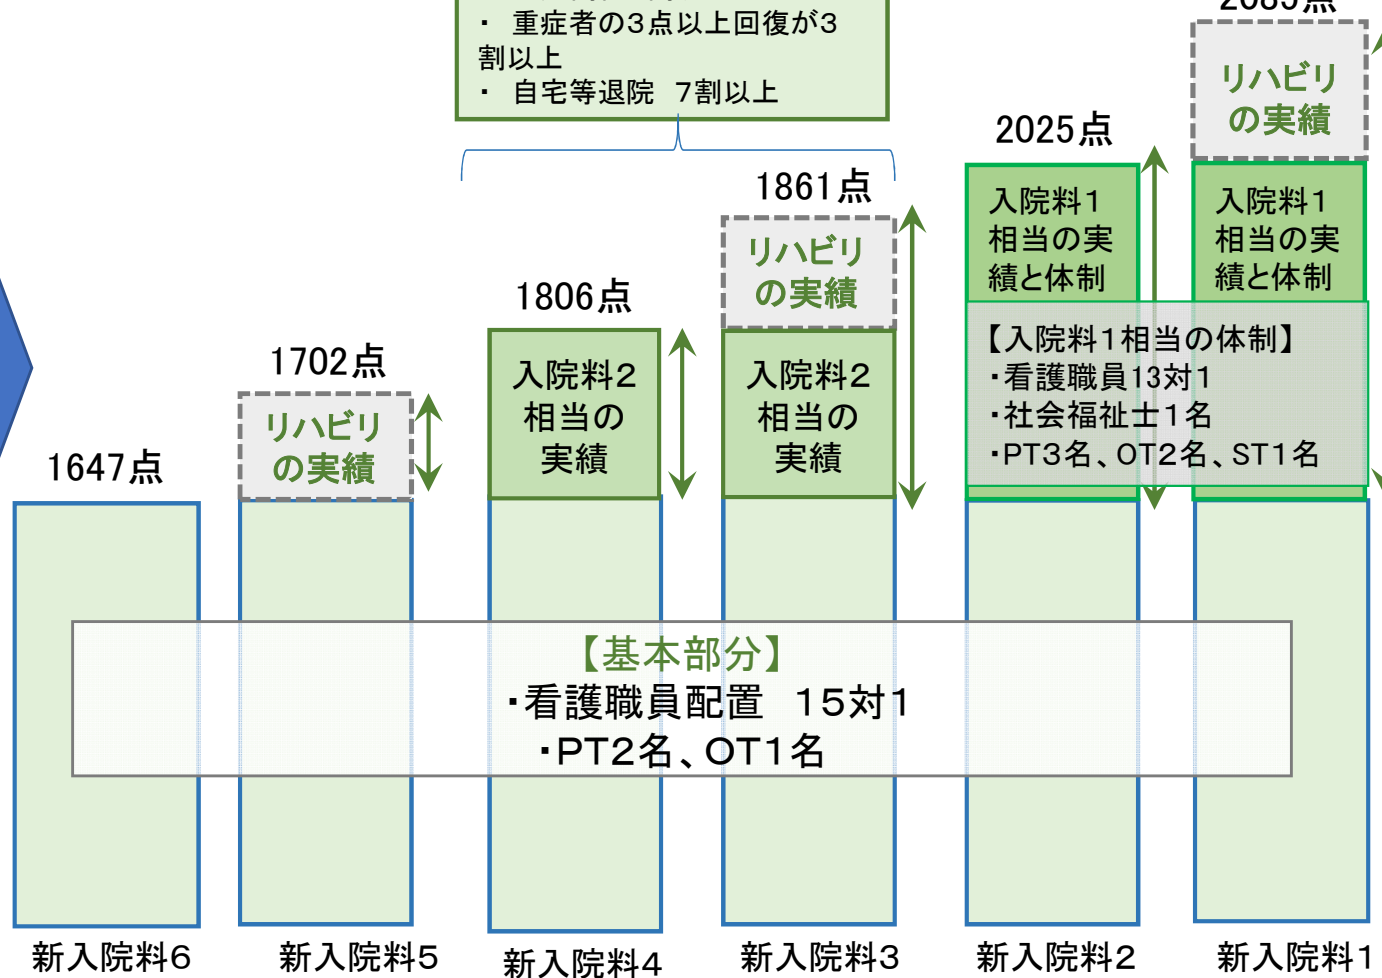 ・ 重症者の3点以上回復が3
割以上
・ 自宅等退院 7割以上
2085点
リハビリ
の実績
2025点
入院料1
相当の実
績と体制
入院料1
相当の実
績と体制
【入院料1相当の体制】
・看護職員13対1
・社会福祉士1名
・PT3名、OT2名、ST1名
1861点
リハビリ
の実績
入院料2
相当の
実績
1806点
入院料2
相当の
実績
1702点
リハビリ
の実績
1647点
【基本部分】
・看護職員配置 15対1
・PT2名、OT1名
新入院料6
新入院料5
新入院料4
新入院料3
新入院料2
新入院料1